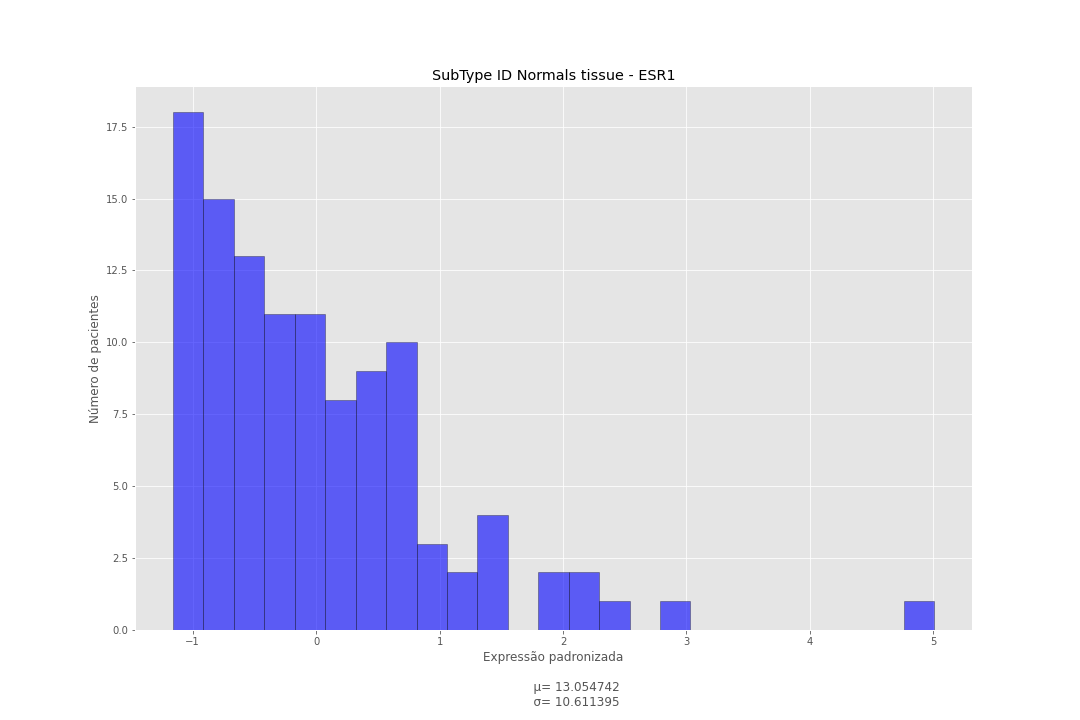 SubType ID Normals tissue - ESR1
17.5
15.0
12.5
10.0
7.5
5.0
2.5
0.0
Número de pacientes
−1 0 1 2 3 4 5
Expressão padronizada
μ= 13.054742
σ= 10.611395